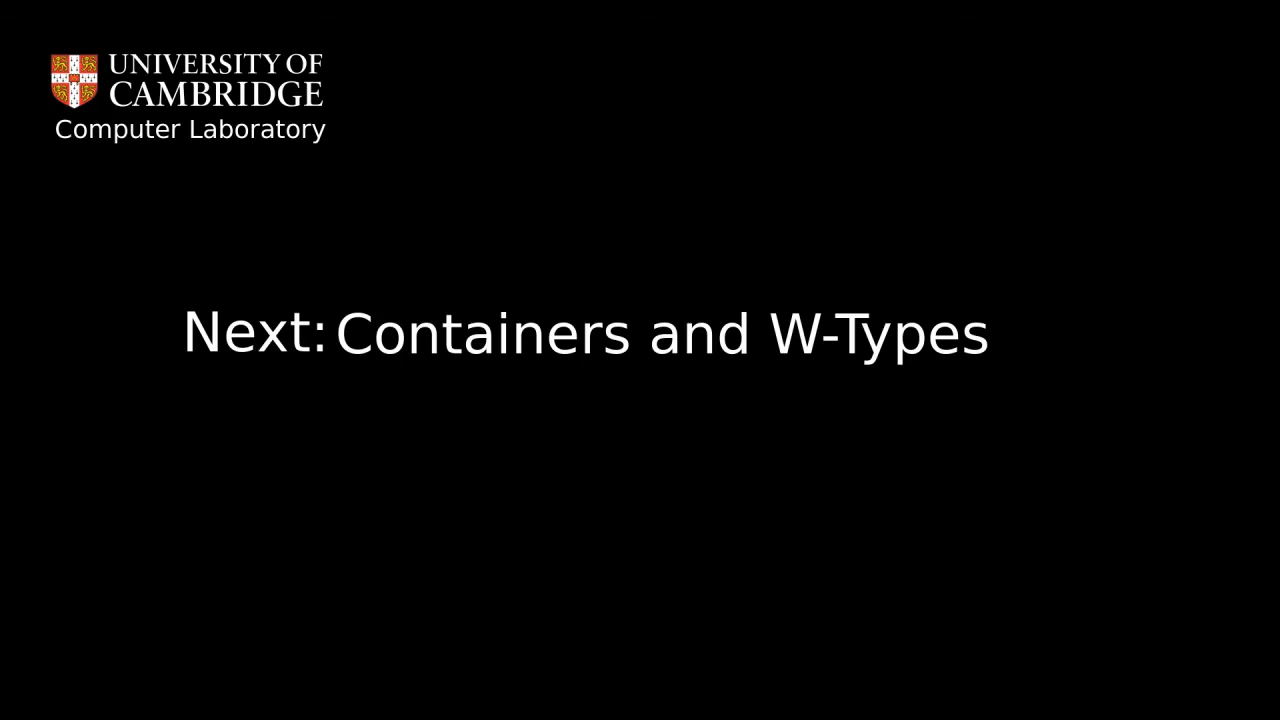 UNIVERSITY OF
CAMBRIDGE
Computer Laboratory
Next: Containers and W-Types